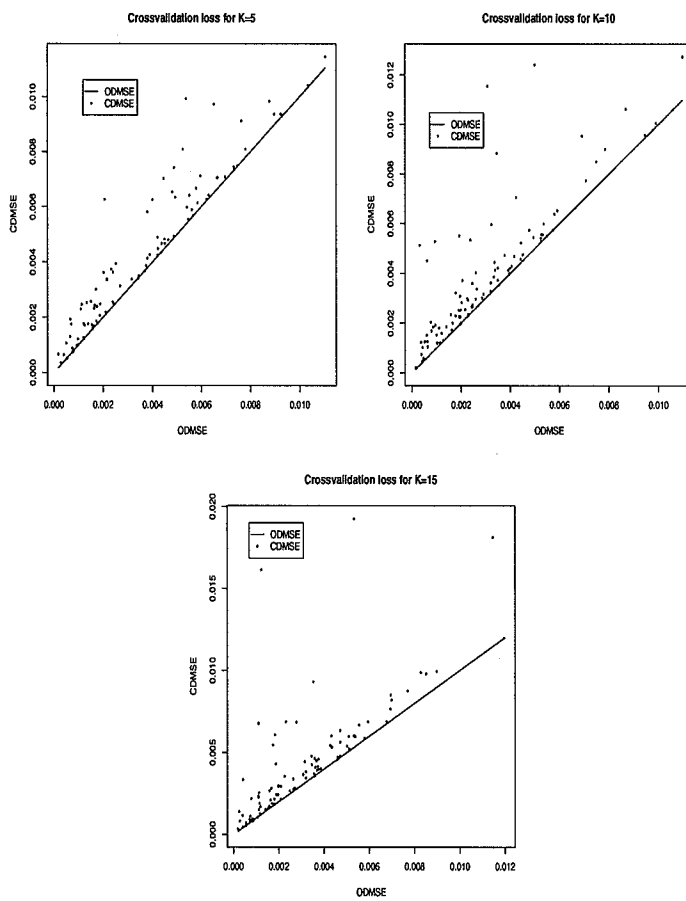 Crossvalidation loss for K=5
ODMSE
CDMSE
CDMSE
0.000 0.002 0.004 0.006 0.008 0.010
0.000 0.002 0.004 0.006 0.008 0.010
ODMSE
Crossvalidation loss for K=10
ODMSE
CDMSE
CDMSE
0.000 0.002 0.004 0.006 0.008 0.010 0.012
0.000 0.002 0.004 0.006 0.008 0.010
ODMSE
Crossvalidation loss for K=15
ODMSE
CDMSE
CDMSE
0.000 0.005 0.010 0.015 0.020
0.000 0.002 0.004 0.006 0.008 0.010 0.012
ODMSE